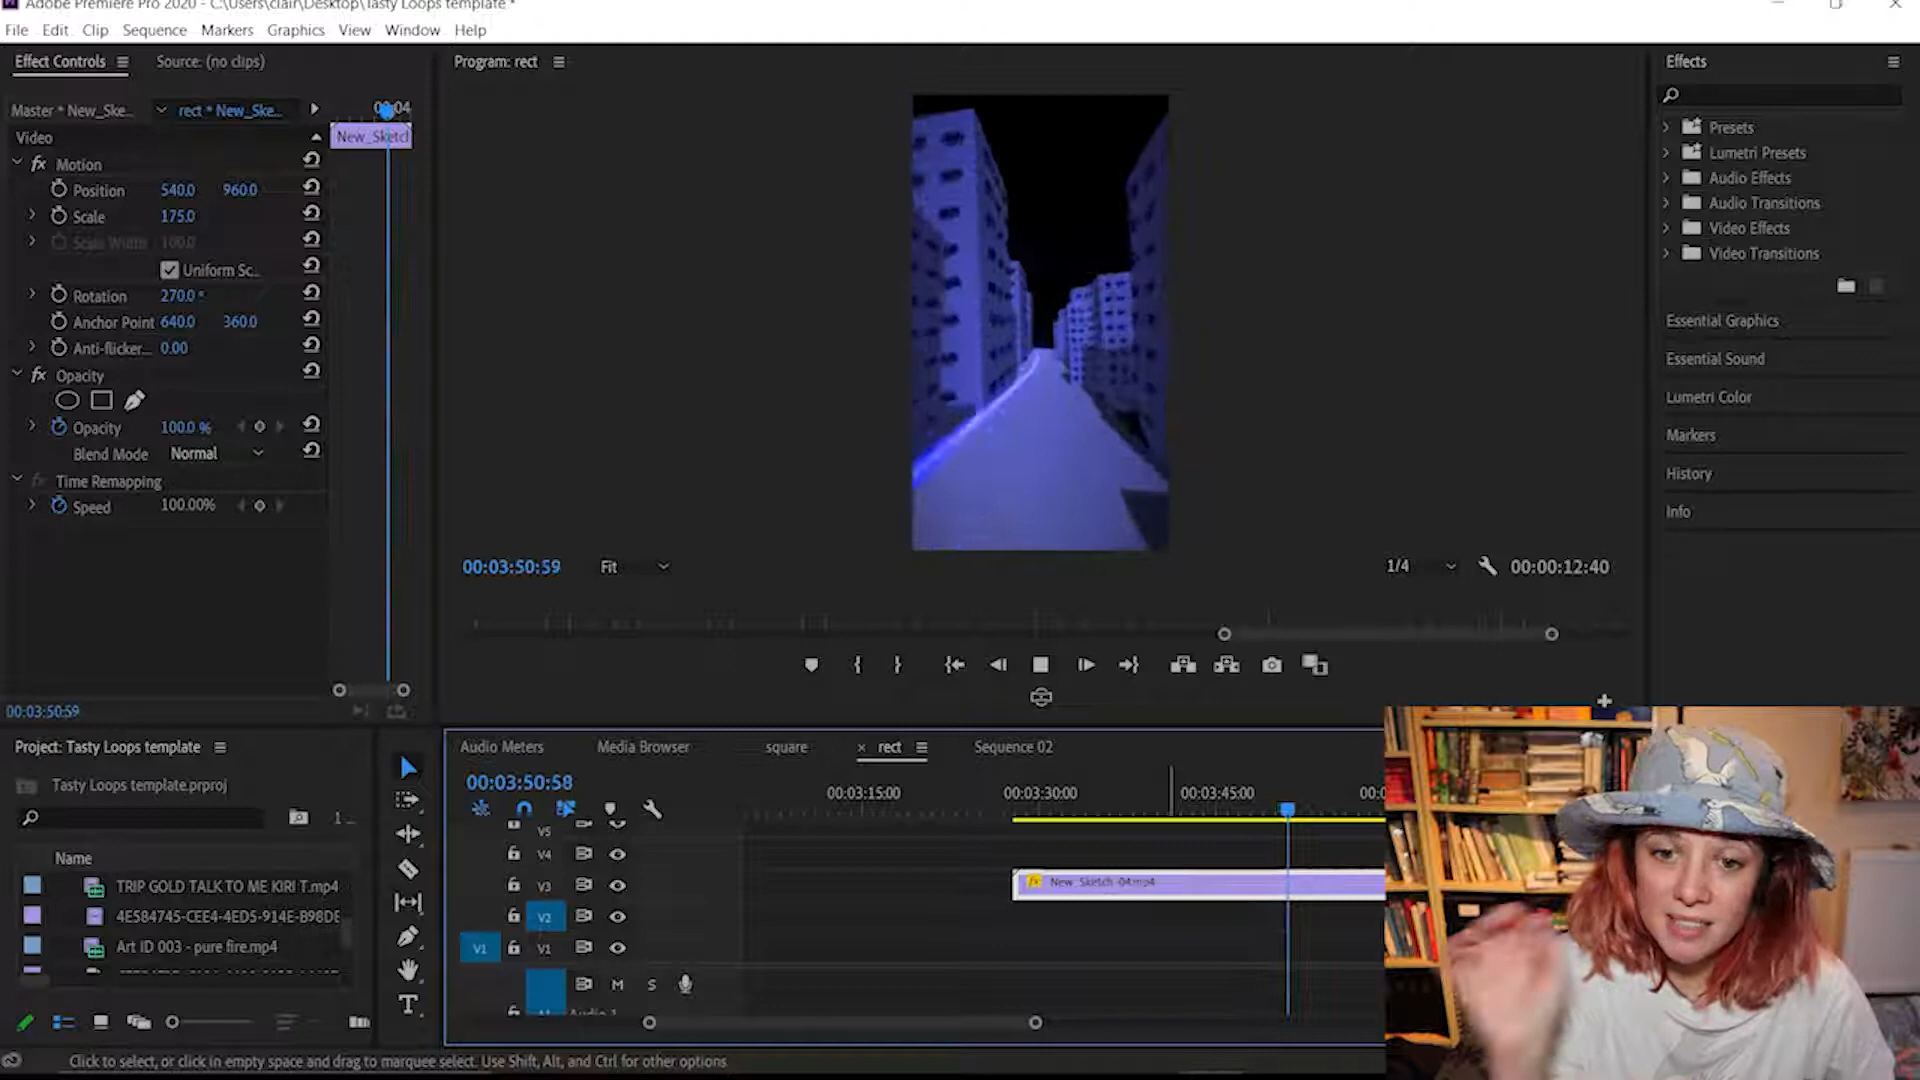 Adobe Premiere Pro 2020 - C:\Users\clair\Desktop\Tasty Loops template *
File Edit Clip Sequence Markers Graphics View Window Help
Effect Controls Source: (no clips)
Program: rect
Effects
Master * New_Ske... rect * New_Ske...
00:04
Video
New_Sketch
Motion
Position 540.0 960.0
Scale 175.0
Scale Width 100.0
Uniform Sc...
Rotation 270.0 °
Anchor Point 640.0 360.0
Anti-flicker... 0.00
Opacity
Opacity 100.0 %
Blend Mode Normal
Time Remapping
Speed 100.00%
Presets
Lumetri Presets
Audio Effects
Audio Transitions
Video Effects
Video Transitions
Essential Graphics
Essential Sound
Lumetri Color
Markers
History
Info
00:03:50:59 Fit 1/4 00:00:12:40
00:03:50:59
Project: Tasty Loops template
Tasty Loops template.prproj
1 ...
Name
TRIP GOLD TALK TO ME KIRI T.mp4
4E584745-CEE4-4ED5-914E-B98DE
Art ID 003 - pure fire.mp4
Audio Meters Media Browser square × rect Sequence 02
00:03:50:58
00:03:15:00 00:03:30:00 00:03:45:00 00:0
V5
V4
V3
New_Sketch -04.mp4
V2
V1 V1
M S
Click to select, or click in empty space and drag to marquee select. Use Shift, Alt, and Ctrl for other options